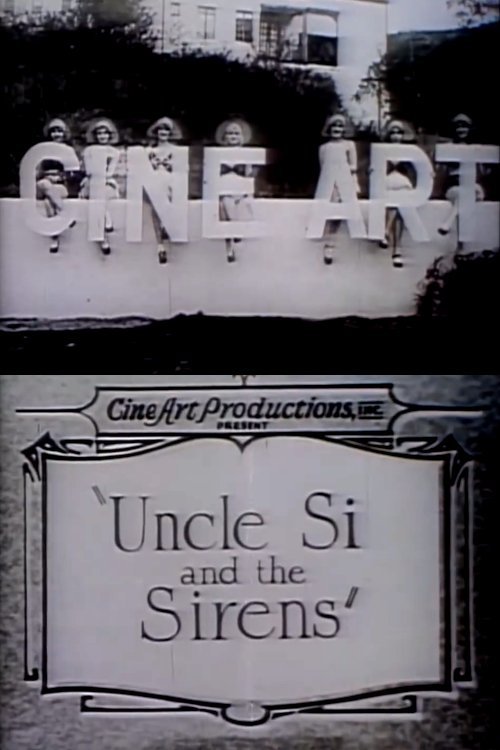 CINE ART
CineArt Productions, INC.
PRESENT
"Uncle Si
and the
Sirens"